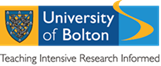 University
of Bolton
Teaching Intensive Research Informed